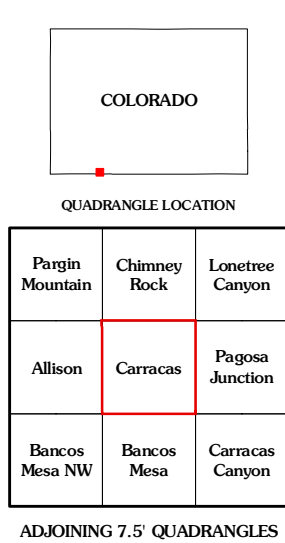 COLORADO
QUADRANGLE LOCATION
Pargin
Mountain
Chimney
Rock
Lonetree
Canyon
Allison
Carracas
Pagosa
Junction
Bancos
Mesa NW
Bancos
Mesa
Carracas
Canyon
ADJOINING 7.5' QUADRANGLES